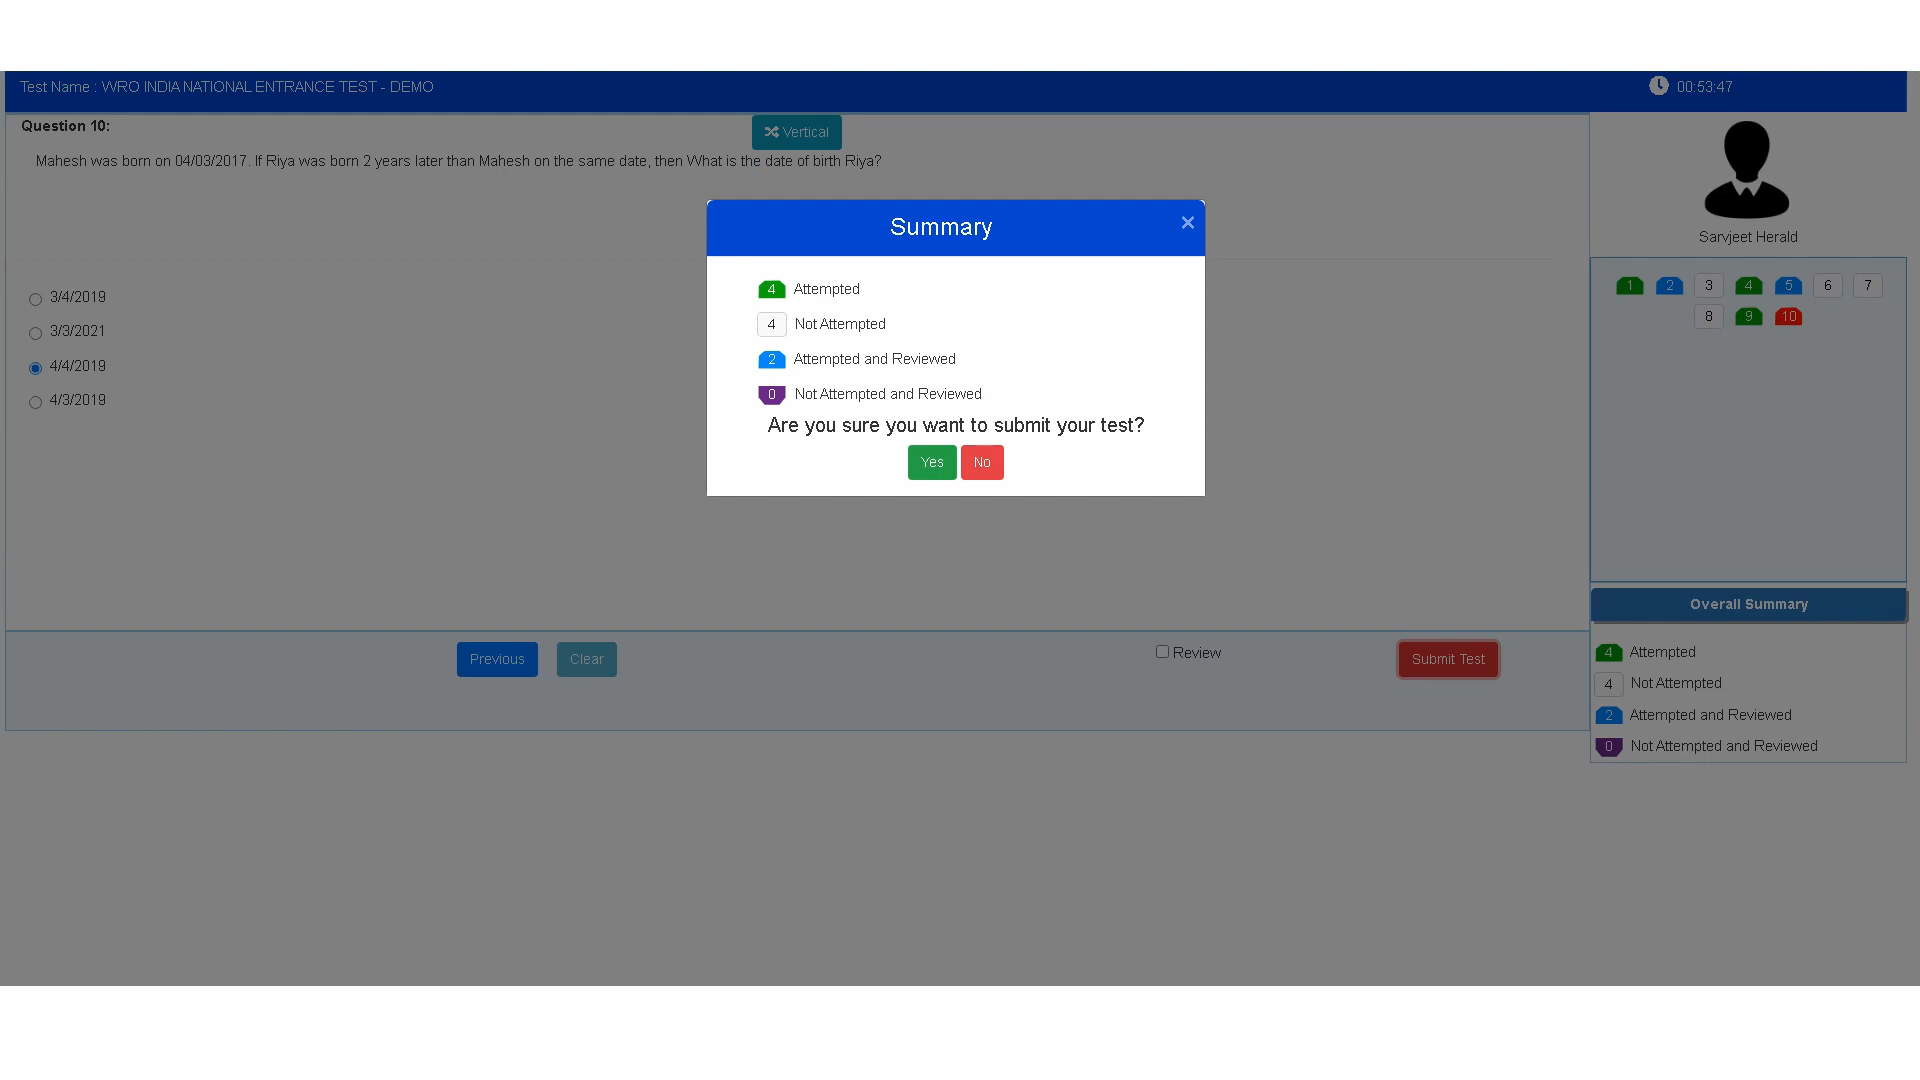 Test Name : WRO INDIA NATIONAL ENTRANCE TEST - DEMO
00:53:47
Question 10:
Vertical
Mahesh was born on 04/03/2017. If Riya was born 2 years later than Mahesh on the same date, then What is the date of birth Riya?
3/4/2019
3/3/2021
4/4/2019
4/3/2019
Summary
×
4 Attempted
4 Not Attempted
2 Attempted and Reviewed
0 Not Attempted and Reviewed
Are you sure you want to submit your test?
Yes No
Sarvjeet Herald
1 2 3 4 5 6 7
8 9 10
Previous Clear Review Submit Test
Overall Summary
4 Attempted
4 Not Attempted
2 Attempted and Reviewed
0 Not Attempted and Reviewed